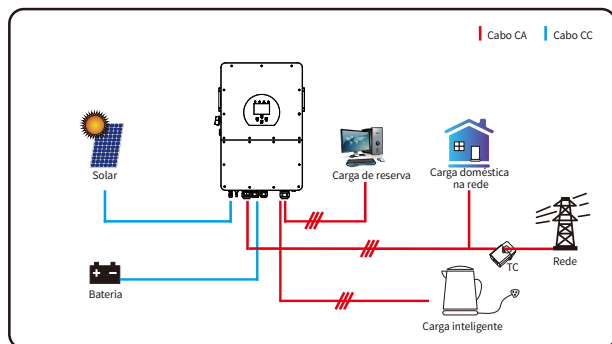 Cabo CA
Cabo CC
Solar
Carga de reserva
Carga doméstica
na rede
TC
Rede
Bateria
Carga inteligente